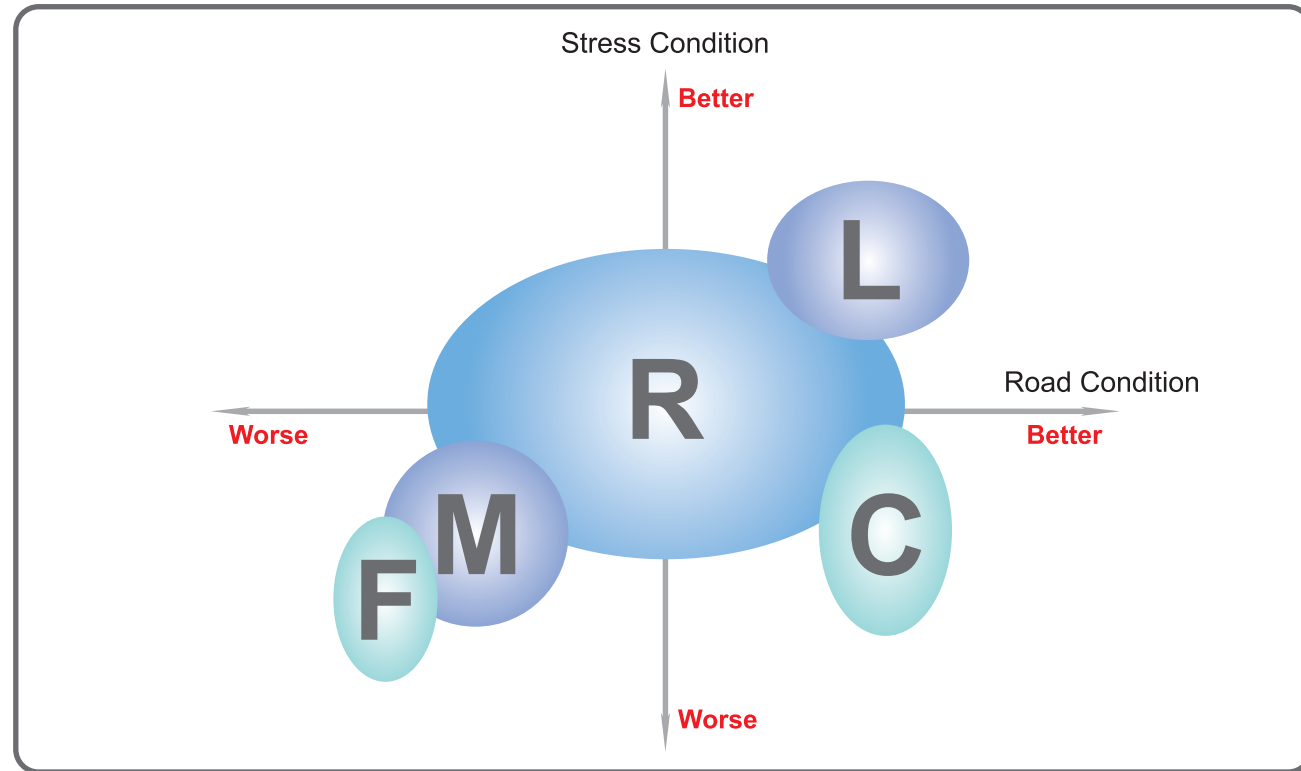 Stress Condition
Better
L
R
Road Condition
Worse
Better
M
C
F
Worse